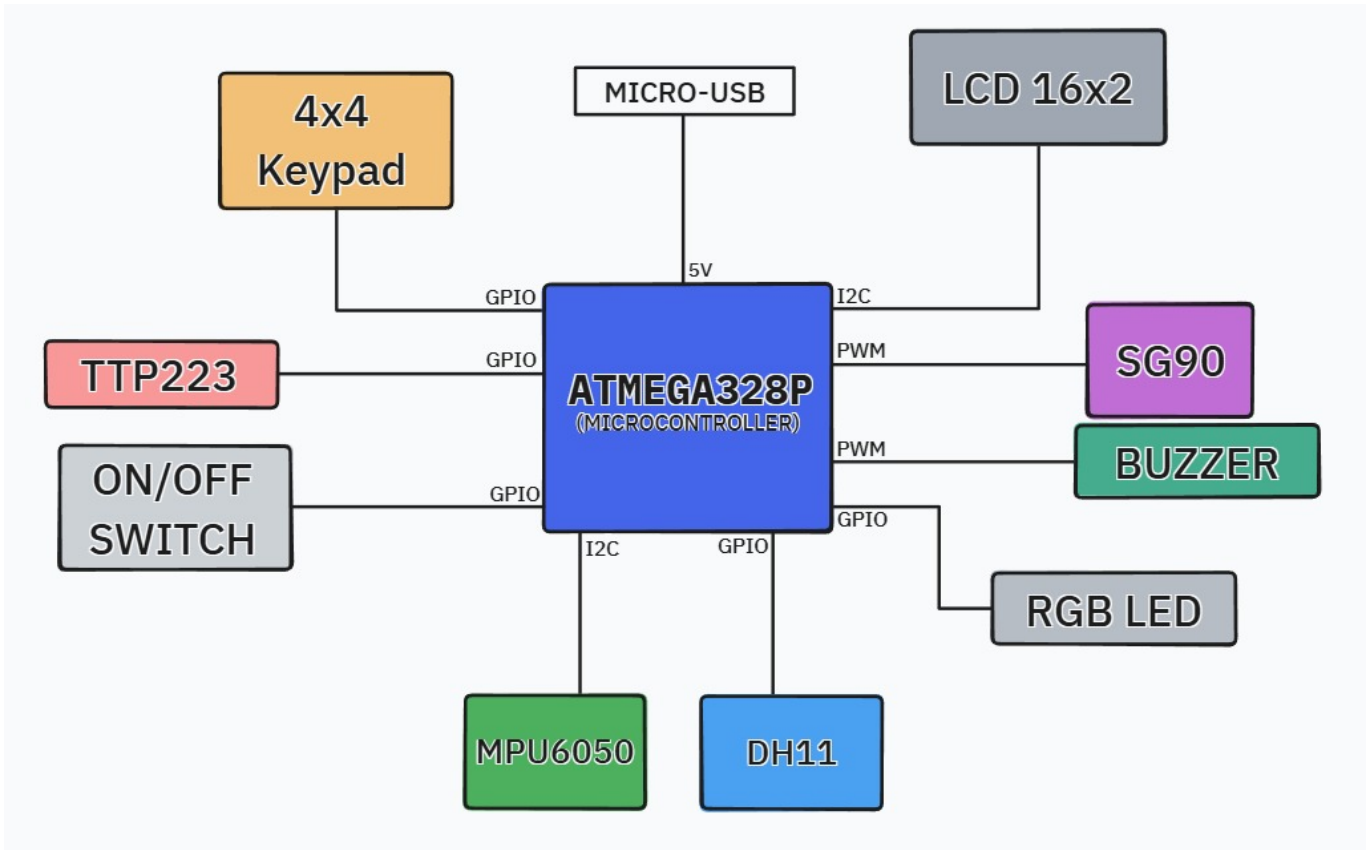 4x4
Keypad
MICRO-USB
LCD 16x2
5V
GPIO
I2C
TTP223
GPIO
PWM
SG90
ATMEGA328P
(MICROCONTROLLER)
ON/OFF
SWITCH
GPIO
PWM
BUZZER
GPIO
I2C
GPIO
RGB LED
MPU6050
DH11